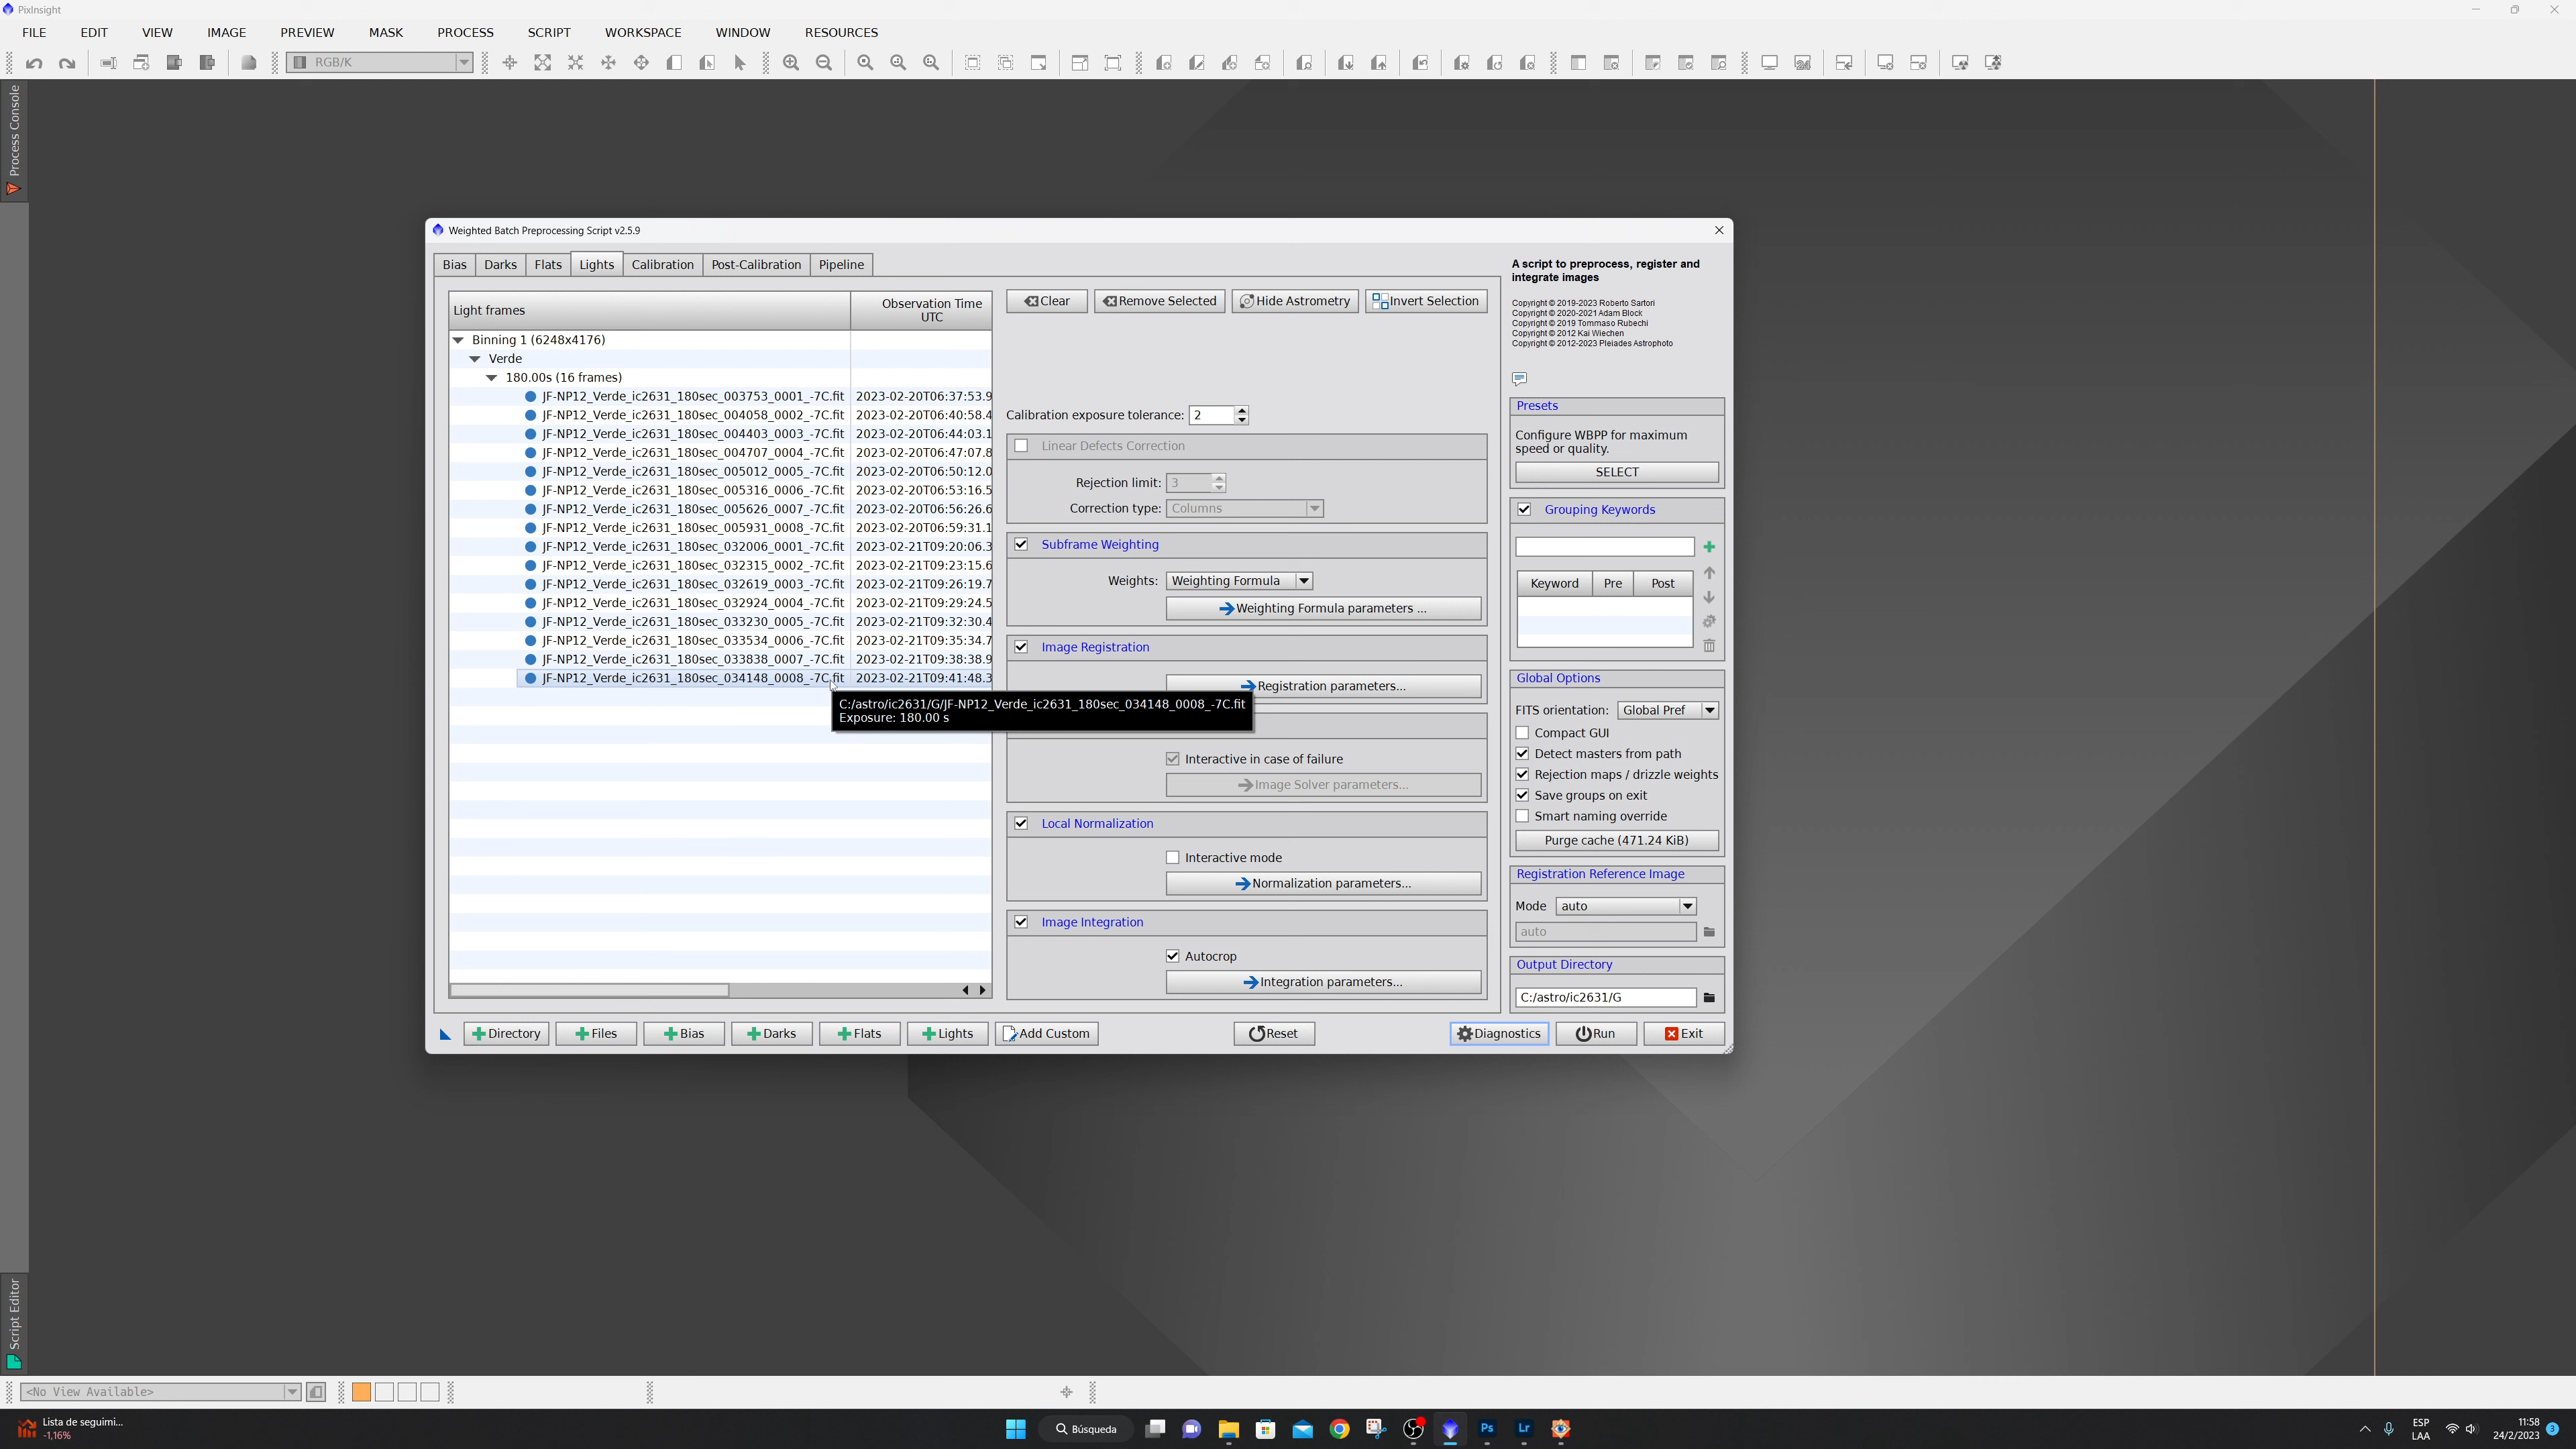 PixInsight
FILE EDIT VIEW IMAGE PREVIEW MASK PROCESS SCRIPT WORKSPACE WINDOW RESOURCES
RGB/K
Process Console
Weighted Batch Preprocessing Script v2.5.9
Bias Darks Flats Lights Calibration Post-Calibration Pipeline
Light frames
Observation Time
UTC
Binning 1 (6248x4176)
Verde
180.00s (16 frames)
JF-NP12_Verde_ic2631_180sec_003753_0001_-7C.fit 2023-02-20T06:37:53.9
JF-NP12_Verde_ic2631_180sec_004058_0002_-7C.fit 2023-02-20T06:40:58.4
JF-NP12_Verde_ic2631_180sec_004403_0003_-7C.fit 2023-02-20T06:44:03.1
JF-NP12_Verde_ic2631_180sec_004707_0004_-7C.fit 2023-02-20T06:47:07.8
JF-NP12_Verde_ic2631_180sec_005012_0005_-7C.fit 2023-02-20T06:50:12.0
JF-NP12_Verde_ic2631_180sec_005316_0006_-7C.fit 2023-02-20T06:53:16.5
JF-NP12_Verde_ic2631_180sec_005626_0007_-7C.fit 2023-02-20T06:56:26.6
JF-NP12_Verde_ic2631_180sec_005931_0008_-7C.fit 2023-02-20T06:59:31.1
JF-NP12_Verde_ic2631_180sec_032006_0001_-7C.fit 2023-02-21T09:20:06.3
JF-NP12_Verde_ic2631_180sec_032315_0002_-7C.fit 2023-02-21T09:23:15.6
JF-NP12_Verde_ic2631_180sec_032619_0003_-7C.fit 2023-02-21T09:26:19.7
JF-NP12_Verde_ic2631_180sec_032924_0004_-7C.fit 2023-02-21T09:29:24.5
JF-NP12_Verde_ic2631_180sec_033230_0005_-7C.fit 2023-02-21T09:32:30.4
JF-NP12_Verde_ic2631_180sec_033534_0006_-7C.fit 2023-02-21T09:35:34.7
JF-NP12_Verde_ic2631_180sec_033838_0007_-7C.fit 2023-02-21T09:38:38.9
JF-NP12_Verde_ic2631_180sec_034148_0008_-7C.fit 2023-02-21T09:41:48.3
C:/astro/ic2631/G/JF-NP12_Verde_ic2631_180sec_034148_0008_-7C.fit
Exposure: 180.00 s
Clear Remove Selected Hide Astrometry Invert Selection
Calibration exposure tolerance: 2
Linear Defects Correction
Rejection limit: 3
Correction type: Columns
Subframe Weighting
Weights: Weighting Formula
Weighting Formula parameters ...
Image Registration
Registration parameters...
Interactive in case of failure
Image Solver parameters...
Local Normalization
Interactive mode
Normalization parameters...
Image Integration
Autocrop
Integration parameters...
A script to preprocess, register and
integrate images
Copyright © 2019-2023 Roberto Sartori
Copyright © 2020-2021 Adam Block
Copyright © 2019 Tommaso Rubechi
Copyright © 2012 Kai Wiechen
Copyright © 2012-2023 Pleiades Astrophoto
Presets
Configure WBPP for maximum
speed or quality.
SELECT
Grouping Keywords
Keyword Pre Post
Global Options
FITS orientation: Global Pref
Compact GUI
Detect masters from path
Rejection maps / drizzle weights
Save groups on exit
Smart naming override
Purge cache (471.24 KiB)
Registration Reference Image
Mode auto
auto
Output Directory
C:/astro/ic2631/G
Directory Files Bias Darks Flats Lights Add Custom Reset Diagnostics Run Exit
Script Editor
<No View Available>
Lista de seguimi...
-1,16%
Búsqueda
Ps
Lr
ESP
LAA
11:58
24/2/2023
3